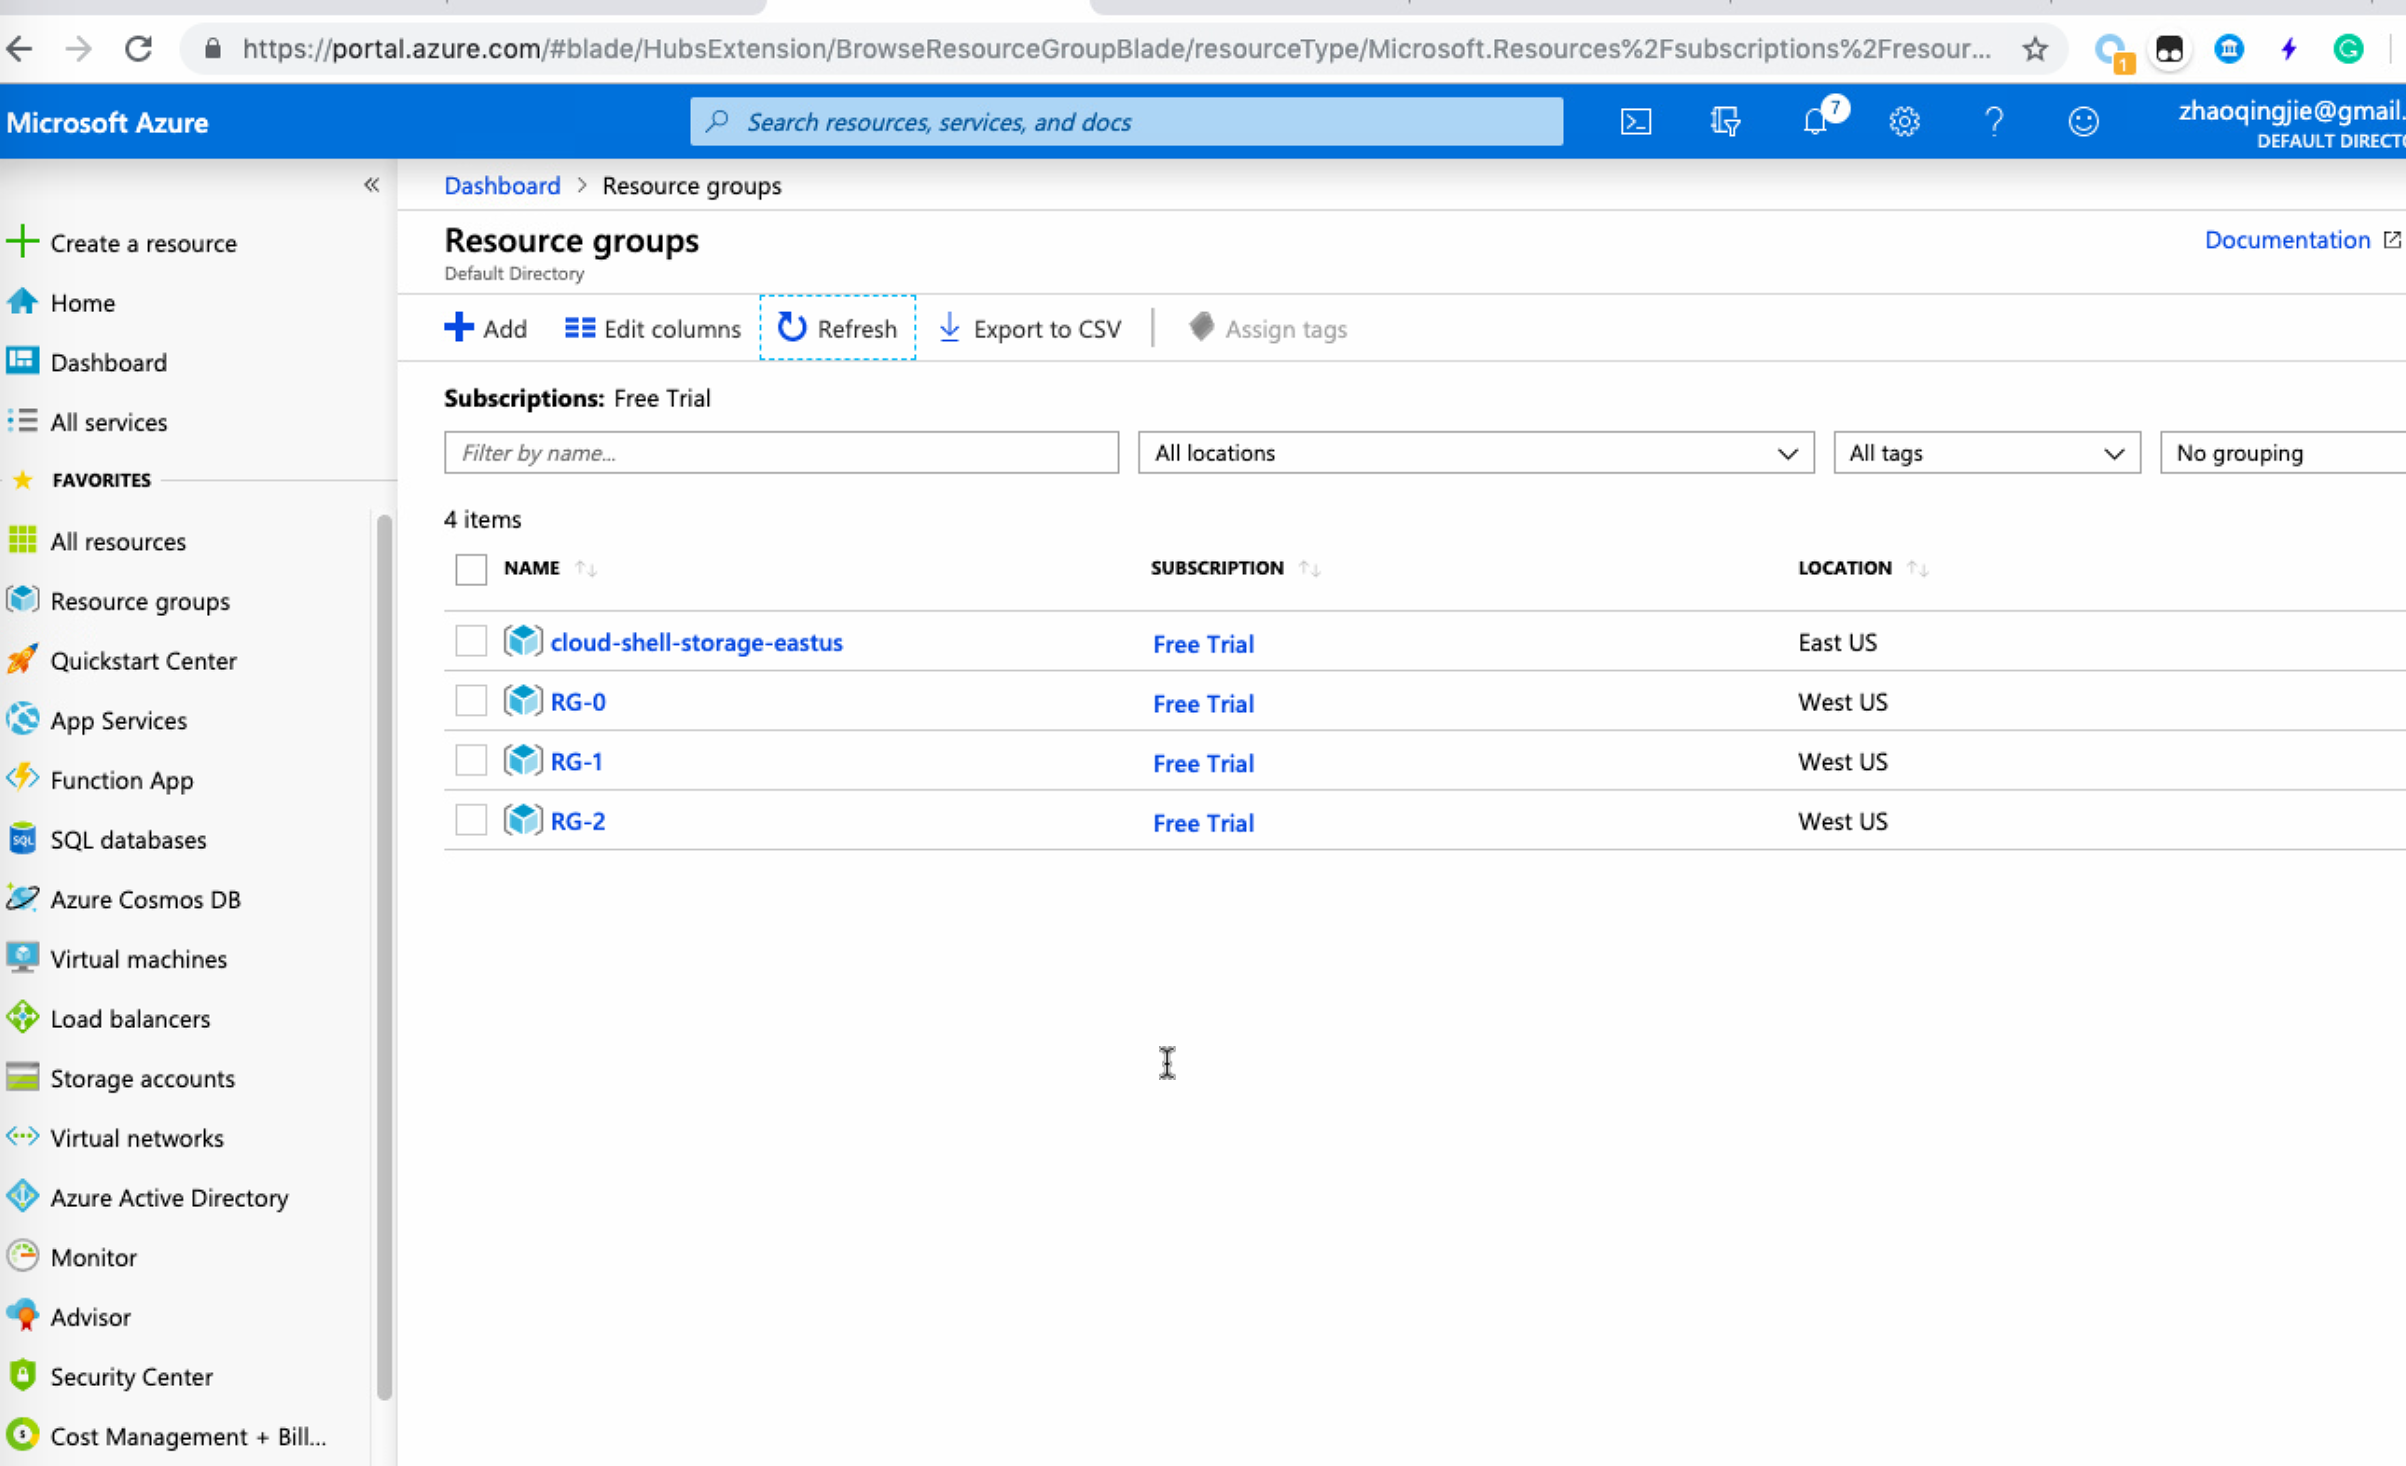 https://portal.azure.com/#blade/HubsExtension/BrowseResourceGroupBlade/resourceType/Microsoft.Resources%2Fsubscriptions%2Fresour...
1
Microsoft Azure
Search resources, services, and docs
7
zhaoqingjie@gmail.
DEFAULT DIRECTO
Dashboard > Resource groups
Resource groups
Default Directory
Documentation
Add
Edit columns
Refresh
Export to CSV
Assign tags
Subscriptions: Free Trial
Filter by name...
All locations
All tags
No grouping
4 items
NAME SUBSCRIPTION LOCATION
cloud-shell-storage-eastus Free Trial East US
RG-0 Free Trial West US
RG-1 Free Trial West US
RG-2 Free Trial West US
Create a resource
Home
Dashboard
All services
FAVORITES
All resources
Resource groups
Quickstart Center
App Services
Function App
SQL
SQL databases
Azure Cosmos DB
Virtual machines
Load balancers
Storage accounts
Virtual networks
Azure Active Directory
Monitor
Advisor
Security Center
Cost Management + Bill...